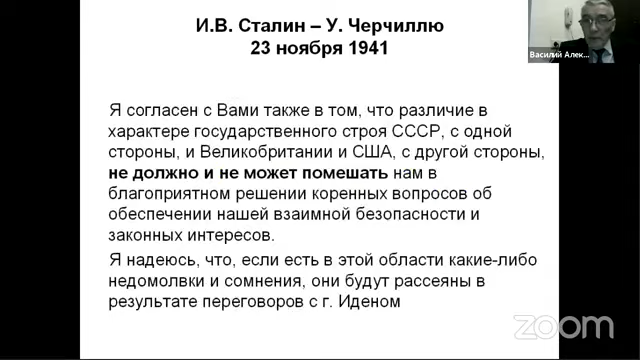 И.В. Сталин – У. Черчиллю
23 ноября 1941
Василий Алек...
Я согласен с Вами также в том, что различие в
характере государственного строя СССР, с одной
стороны, и Великобритании и США, с другой стороны,
не должно и не может помешать нам в
благоприятном решении коренных вопросов об
обеспечении нашей взаимной безопасности и
законных интересов.
Я надеюсь, что, если есть в этой области какие-либо
недомолвки и сомнения, они будут рассеяны в
результате переговоров с г. Иденом
zoom